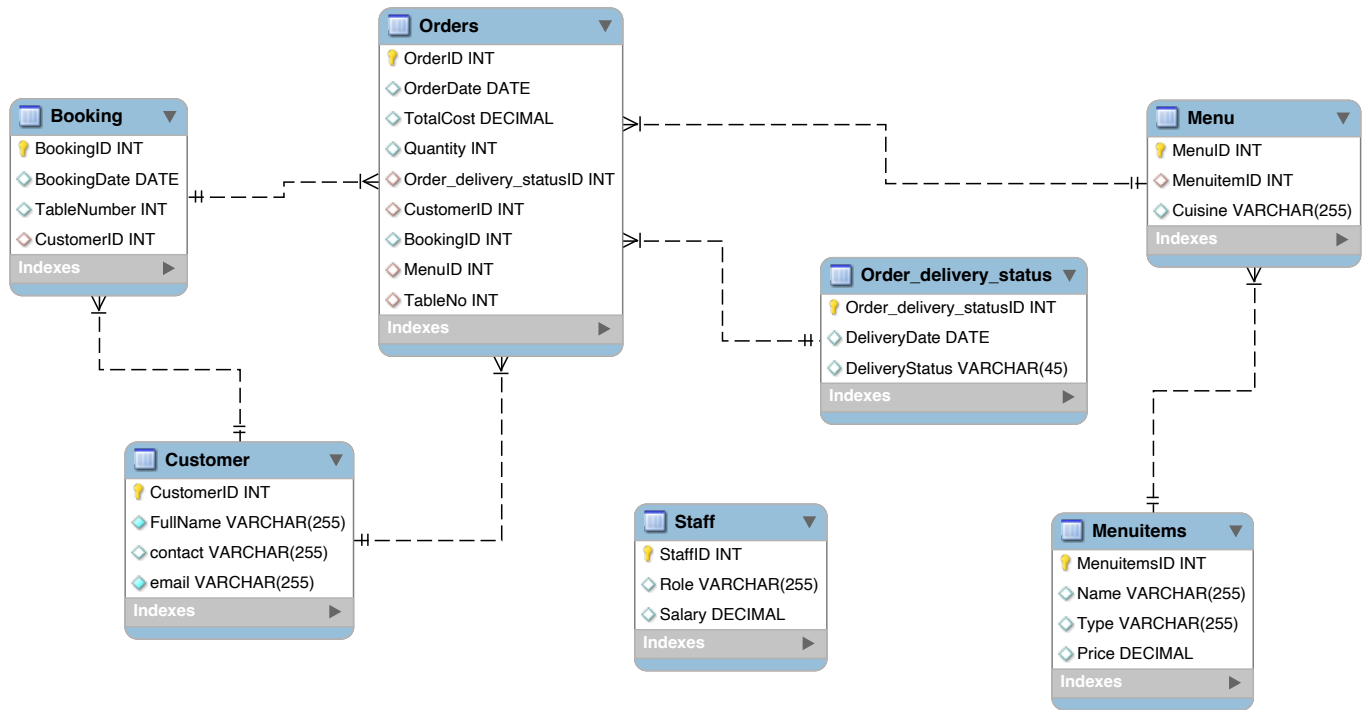 Orders
OrderID INT
OrderDate DATE
TotalCost DECIMAL
Quantity INT
Order_delivery_statusID INT
CustomerID INT
BookingID INT
MenuID INT
TableNo INT
Indexes
Booking
BookingID INT
BookingDate DATE
TableNumber INT
CustomerID INT
Indexes
Menu
MenuID INT
MenuitemID INT
Cuisine VARCHAR(255)
Indexes
Order_delivery_status
Order_delivery_statusID INT
DeliveryDate DATE
DeliveryStatus VARCHAR(45)
Indexes
Customer
CustomerID INT
FullName VARCHAR(255)
contact VARCHAR(255)
email VARCHAR(255)
Indexes
Staff
StaffID INT
Role VARCHAR(255)
Salary DECIMAL
Indexes
Menuitems
MenuitemsID INT
Name VARCHAR(255)
Type VARCHAR(255)
Price DECIMAL
Indexes